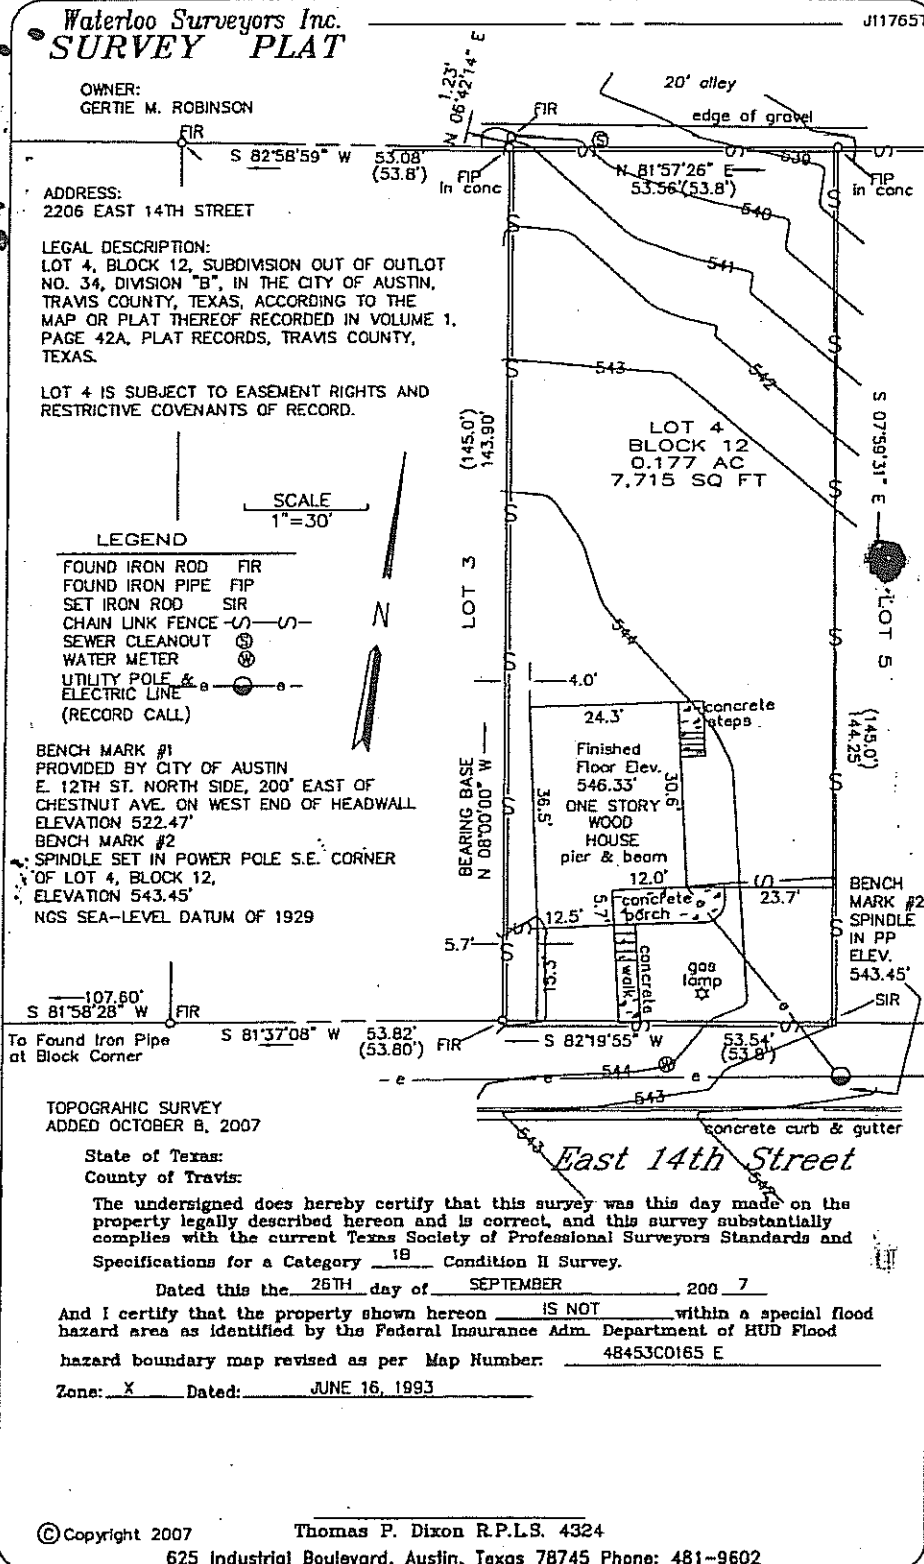 Waterloo Surveyors Inc.
SURVEY PLAT
J11765T
OWNER:
GERTIE M. ROBINSON
1.23'
N 06°42'14" E
20' alley
edge of gravel
FIR
FIR
S 82°58'59" W
53.08'
(53.8')
FIP
in conc
N 81°57'26" E
53.56'(53.8')
FIP
in conc
539
540
541
542
543
544
ADDRESS:
2206 EAST 14TH STREET
LEGAL DESCRIPTION:
LOT 4, BLOCK 12, SUBDIVISION OUT OF OUTLOT
NO. 34, DIVISION "B", IN THE CITY OF AUSTIN,
TRAVIS COUNTY, TEXAS, ACCORDING TO THE
MAP OR PLAT THEREOF RECORDED IN VOLUME 1,
PAGE 42A, PLAT RECORDS, TRAVIS COUNTY,
TEXAS.
LOT 4 IS SUBJECT TO EASEMENT RIGHTS AND
RESTRICTIVE COVENANTS OF RECORD.
(145.0')
143.90'
LOT 4
BLOCK 12
0.177 AC
7,715 SQ FT
S 07°59'31" E
SCALE
1"=30'
LEGEND
FOUND IRON ROD FIR
FOUND IRON PIPE FIP
SET IRON ROD SIR
CHAIN LINK FENCE
SEWER CLEANOUT S
WATER METER W
UTILITY POLE & ELECTRIC LINE e e
(RECORD CALL)
N
LOT 3
LOT 5
(145.0')
144.25'
BEARING BASE
N 08°00'00" W
4.0'
24.3'
concrete
steps
Finished
Floor Elev.
546.33'
ONE STORY
WOOD
HOUSE
pier & beam
36.5'
30.6'
12.0'
concrete
porch
5.7'
12.5'
23.7'
5.7'
15.1'
concrete
walk
gas
lamp
BENCH MARK #1
PROVIDED BY CITY OF AUSTIN
E. 12TH ST. NORTH SIDE, 200' EAST OF
CHESTNUT AVE. ON WEST END OF HEADWALL
ELEVATION 522.47'
BENCH MARK #2
SPINDLE SET IN POWER POLE S.E. CORNER
OF LOT 4, BLOCK 12,
ELEVATION 543.45'
NGS SEA-LEVEL DATUM OF 1929
BENCH
MARK #2
SPINDLE
IN PP
ELEV.
543.45'
SIR
107.60'
S 81°58'28" W
FIR
To Found Iron Pipe
at Block Corner
S 81°37'08" W
53.82'
(53.80')
FIR
S 82°19'55" W
53.54'
(53.8')
e
e
e
e
W
544
543
543
542
concrete curb & gutter
East 14th Street
TOPOGRAHIC SURVEY
ADDED OCTOBER 8, 2007
State of Texas:
County of Travis:
The undersigned does hereby certify that this survey was this day made on the
property legally described hereon and is correct, and this survey substantially
complies with the current Texas Society of Professional Surveyors Standards and
Specifications for a Category 1B Condition II Survey.
Dated this the 26TH day of SEPTEMBER 200 7
And I certify that the property shown hereon IS NOT within a special flood
hazard area as identified by the Federal Insurance Adm. Department of HUD Flood
hazard boundary map revised as per Map Number: 48453C0165 E
Zone: X Dated: JUNE 16, 1993
© Copyright 2007
Thomas P. Dixon R.P.L.S. 4324
625 Industrial Boulevard, Austin, Texas 78745 Phone: 481-9602